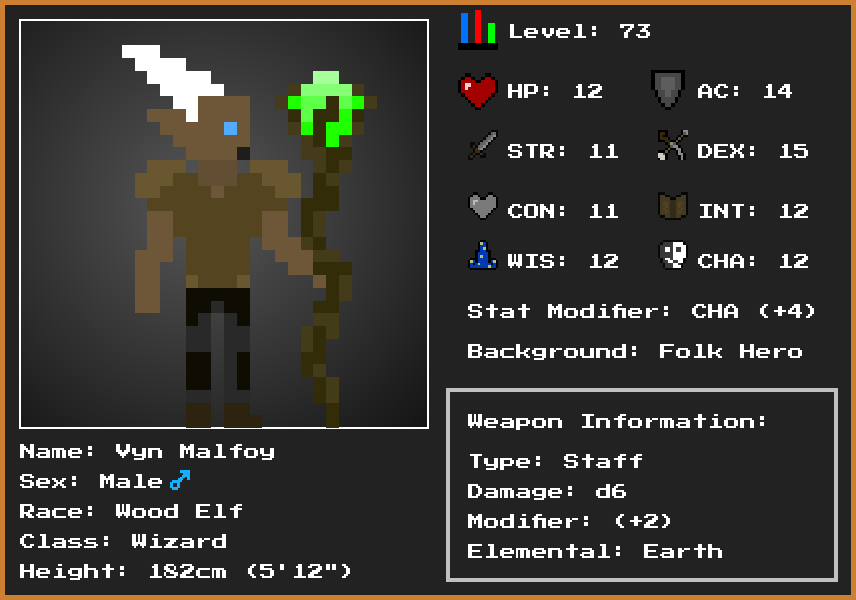 Level: 73
HP: 12
AC: 14
STR: 11
DEX: 15
CON: 11
INT: 12
WIS: 12
CHA: 12
Stat Modifier: CHA (+4)
Background: Folk Hero
Weapon Information:
Type: Staff
Damage: d6
Modifier: (+2)
Elemental: Earth
Name: Vyn Malfoy
Sex: Male ♂
Race: Wood Elf
Class: Wizard
Height: 182cm (5'12")